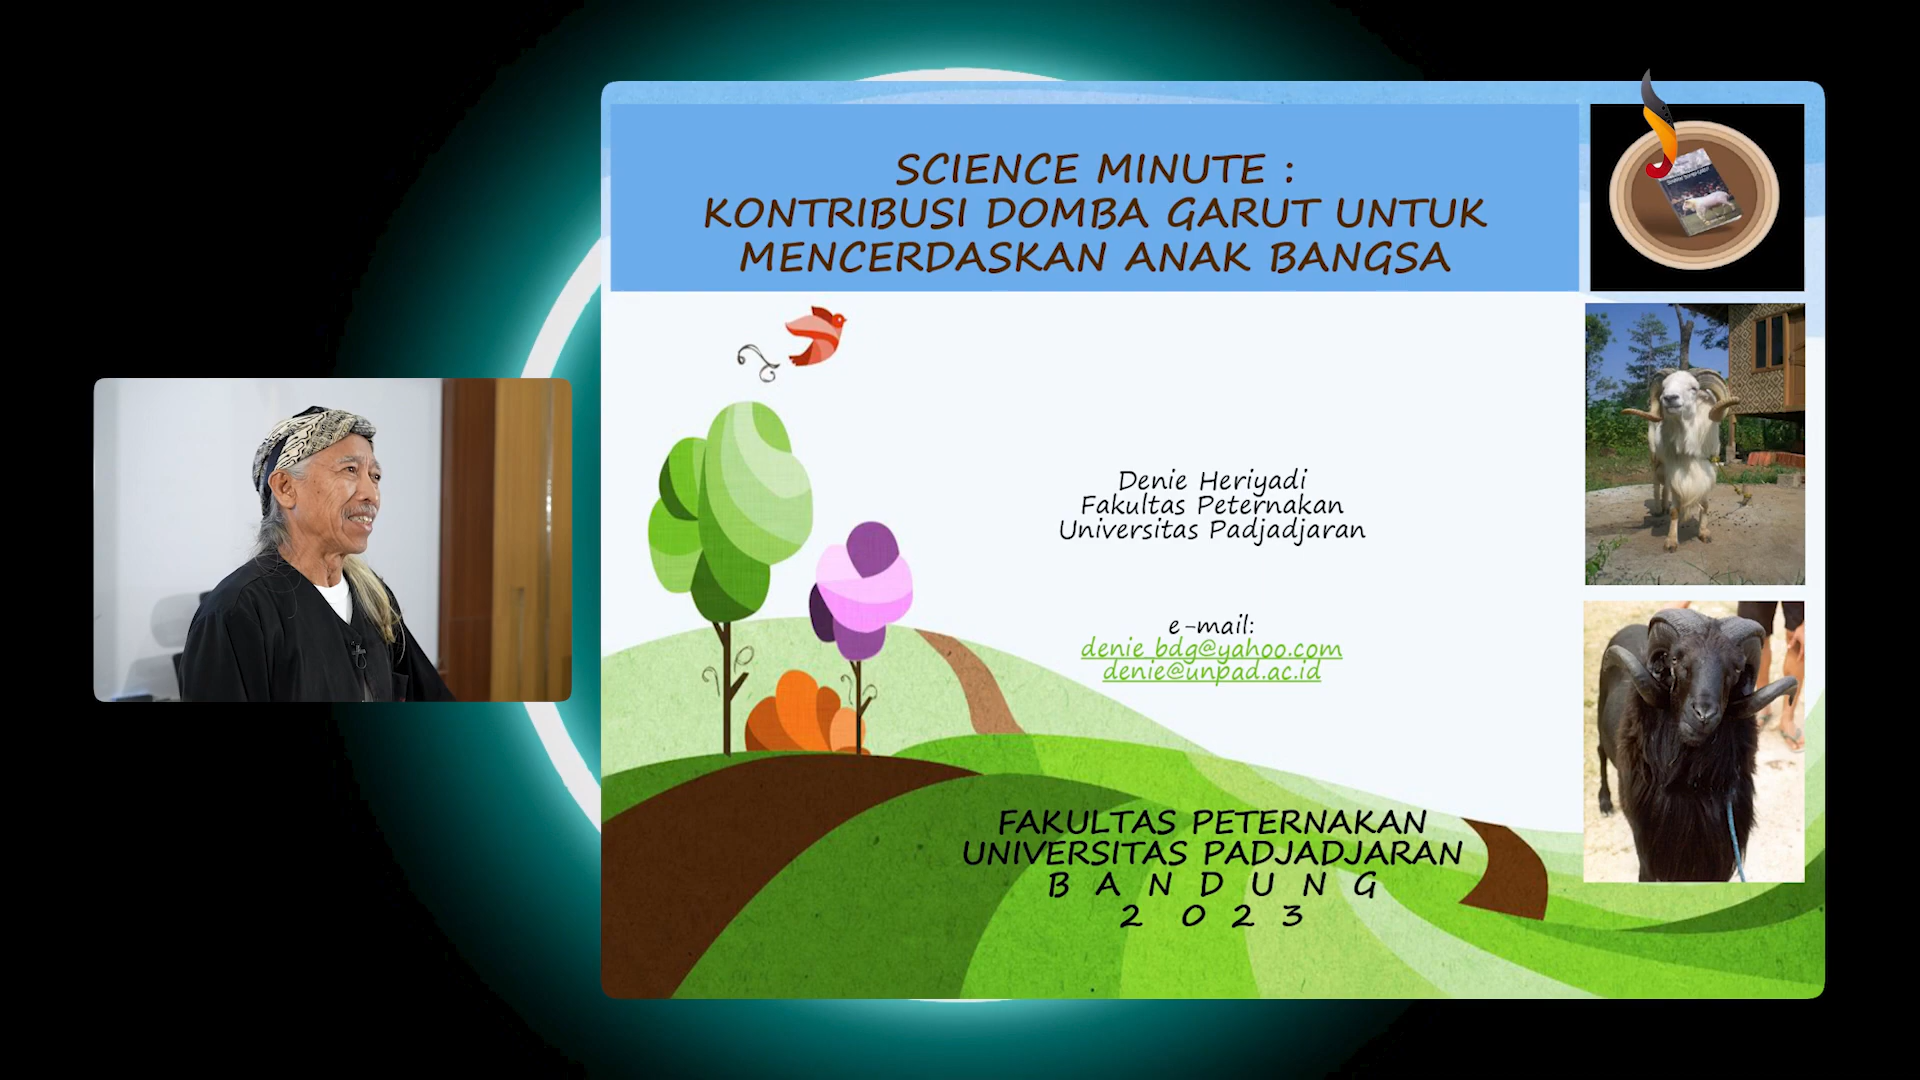 SCIENCE MINUTE :
KONTRIBUSI DOMBA GARUT UNTUK
MENCERDASKAN ANAK BANGSA
Denie Heriyadi
Fakultas Peternakan
Universitas Padjadjaran
e-mail:
denie_bdg@yahoo.com
denie@unpad.ac.id
FAKULTAS PETERNAKAN
UNIVERSITAS PADJADJARAN
B A N D U N G
2 0 2 3